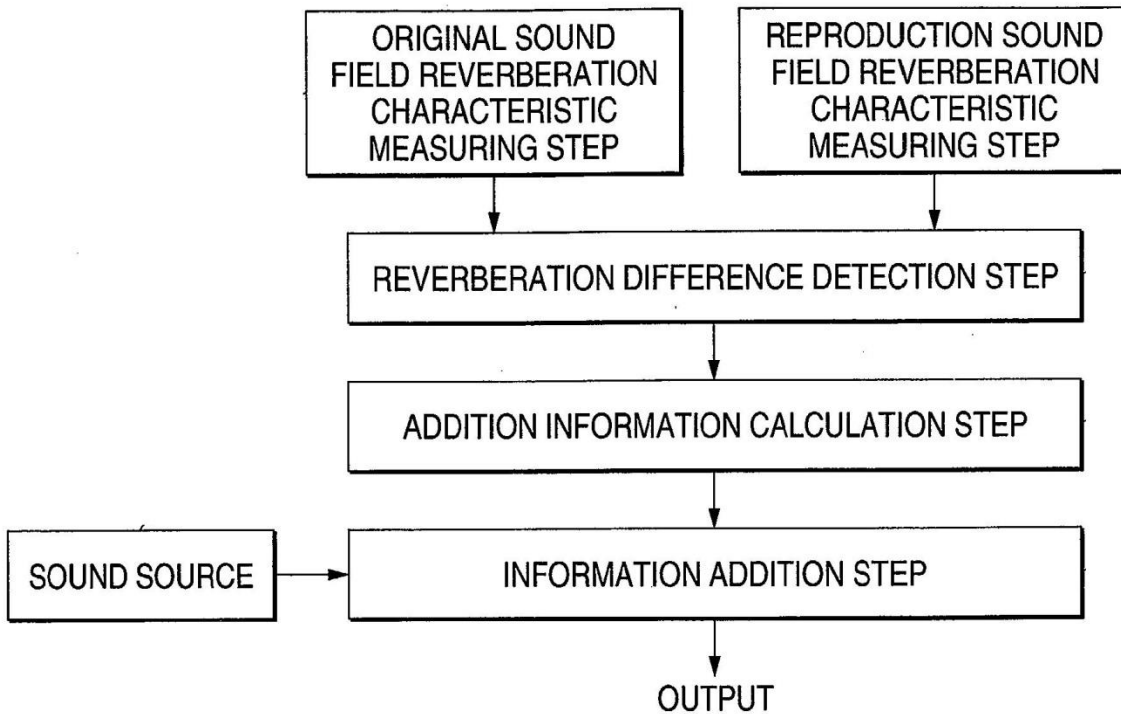 ORIGINAL SOUND
FIELD REVERBERATION
CHARACTERISTIC
MEASURING STEP
REPRODUCTION SOUND
FIELD REVERBERATION
CHARACTERISTIC
MEASURING STEP
REVERBERATION DIFFERENCE DETECTION STEP
ADDITION INFORMATION CALCULATION STEP
SOUND SOURCE
INFORMATION ADDITION STEP
OUTPUT